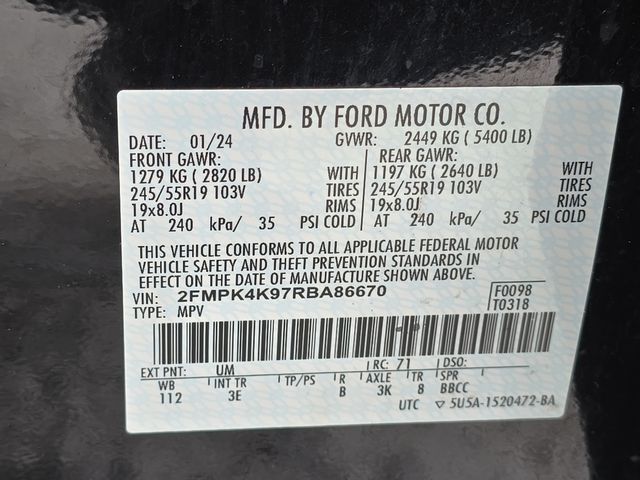 MFD. BY FORD MOTOR CO.
DATE: 01/24 GVWR: 2449 KG ( 5400 LB)
FRONT GAWR: REAR GAWR:
1279 KG ( 2820 LB) WITH 1197 KG ( 2640 LB) WITH
245/55R19 103V TIRES 245/55R19 103V TIRES
19x8.0J RIMS 19x8.0J RIMS
AT 240 kPa/ 35 PSI COLD AT 240 kPa/ 35 PSI COLD
THIS VEHICLE CONFORMS TO ALL APPLICABLE FEDERAL MOTOR
VEHICLE SAFETY AND THEFT PREVENTION STANDARDS IN
EFFECT ON THE DATE OF MANUFACTURE SHOWN ABOVE.
VIN: 2FMPK4K97RBA86670 F0098
TYPE: MPV T0318
EXT PNT: UM RC: 71 DSO:
WB INT TR TP/PS R AXLE TR SPR
112 3E B 3K 8 BBCC
UTC ▽ 5U5A-1520472-BA